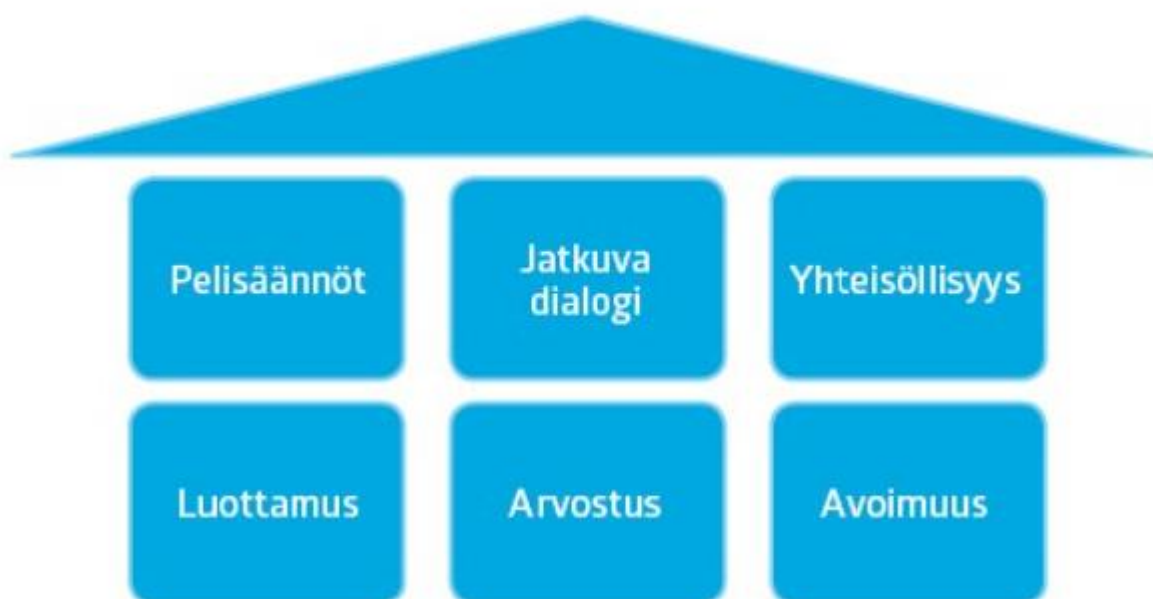 Pelisäännöt
Jatkuva
dialogi
Yhteisöllisyys
Luottamus
Arvostus
Avoimuus